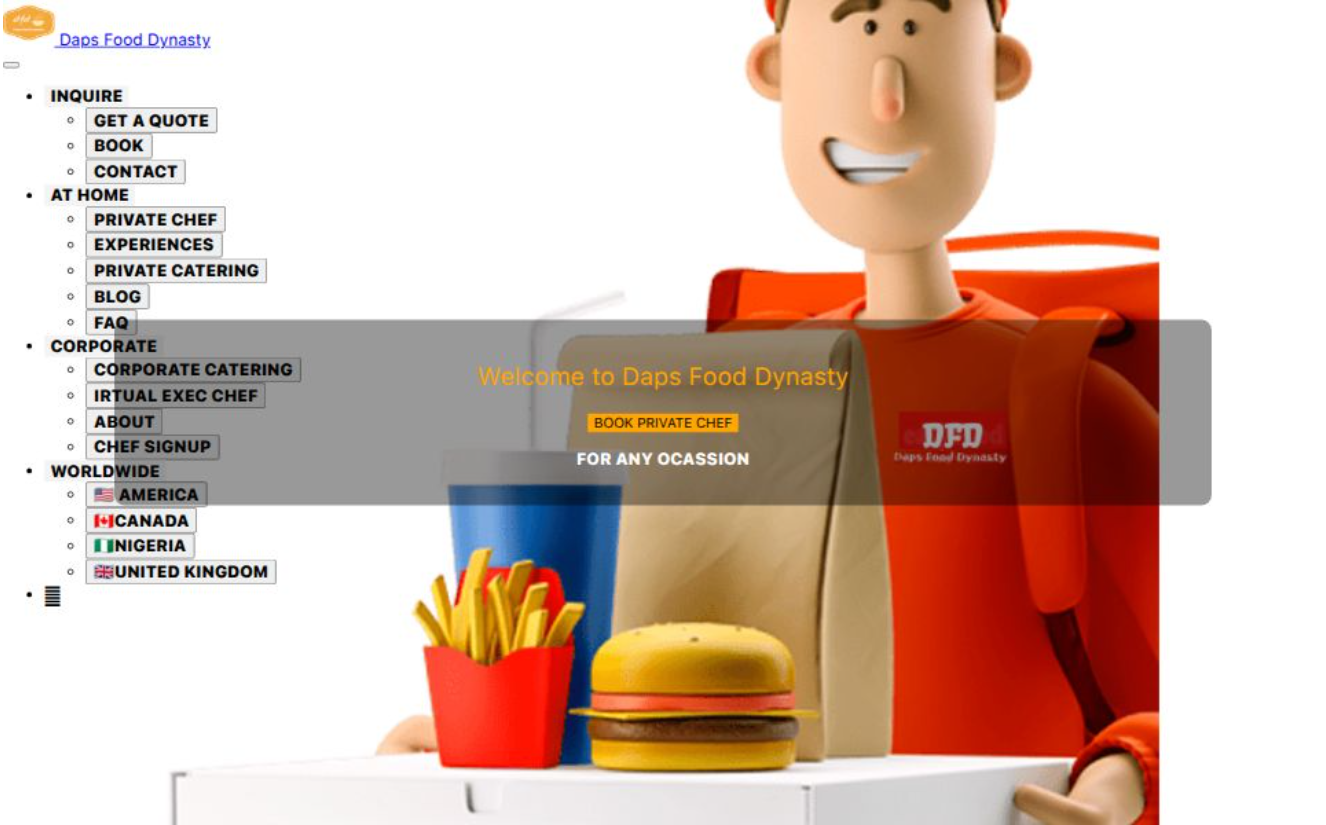 Daps Food Dynasty
INQUIRE
GET A QUOTE
BOOK
CONTACT
AT HOME
PRIVATE CHEF
EXPERIENCES
PRIVATE CATERING
BLOG
FAQ
CORPORATE
CORPORATE CATERING
IRTUAL EXEC CHEF
ABOUT
CHEF SIGNUP
WORLDWIDE
🇺🇸 AMERICA
🇨🇦CANADA
🇳🇬NIGERIA
🇬🇧UNITED KINGDOM
Welcome to Daps Food Dynasty
BOOK PRIVATE CHEF
FOR ANY OCASSION
DFD
Daps Food Dynasty